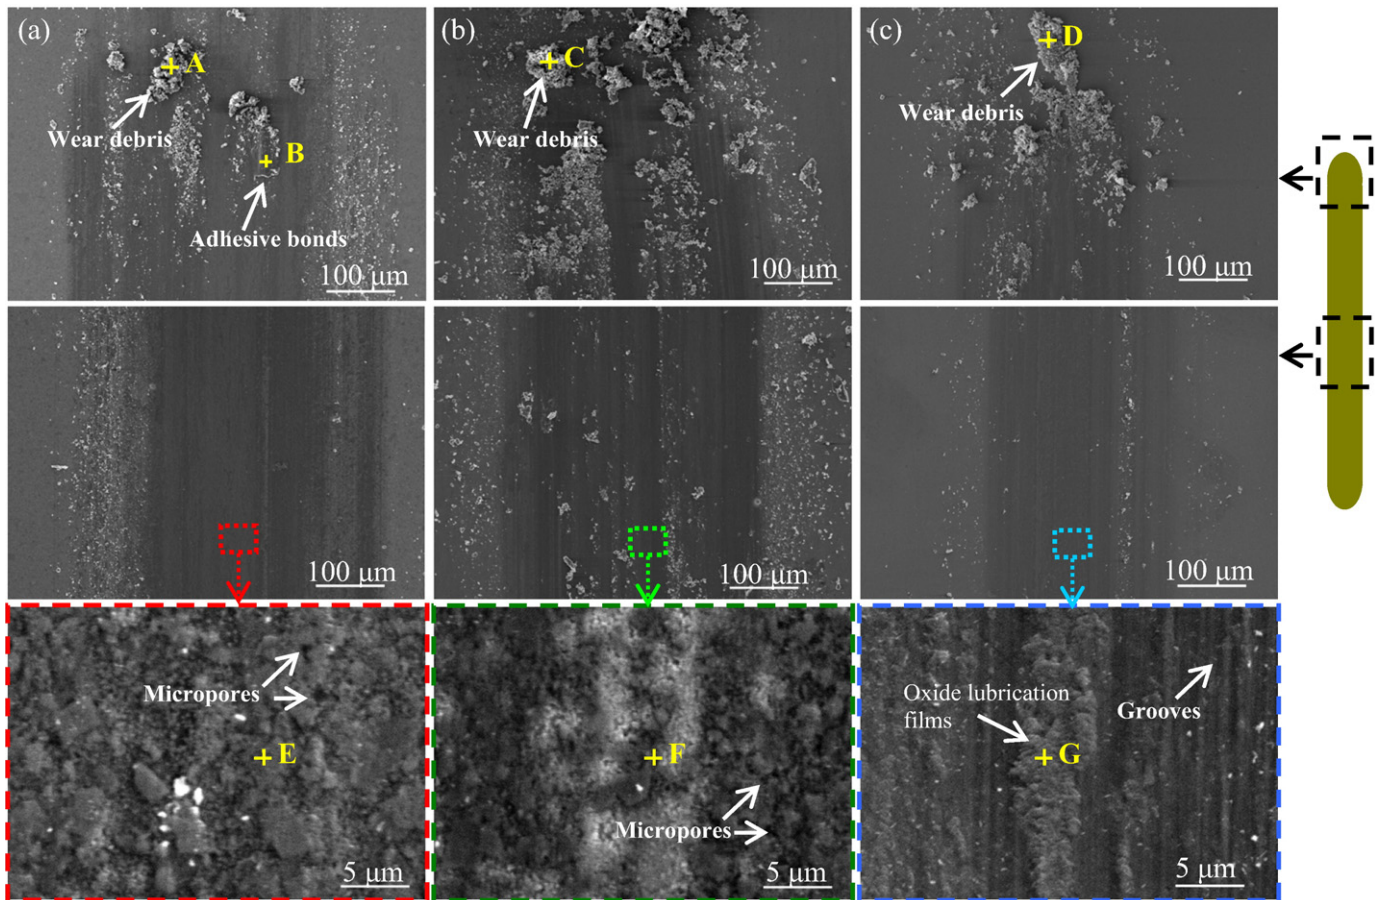 (a)
A
Wear debris
B
Adhesive bonds
100 μm
(b)
C
Wear debris
100 μm
(c)
D
Wear debris
100 μm
100 μm
100 μm
100 μm
Micropores
E
5 μm
F
Micropores
5 μm
Oxide lubrication
films
Grooves
G
5 μm